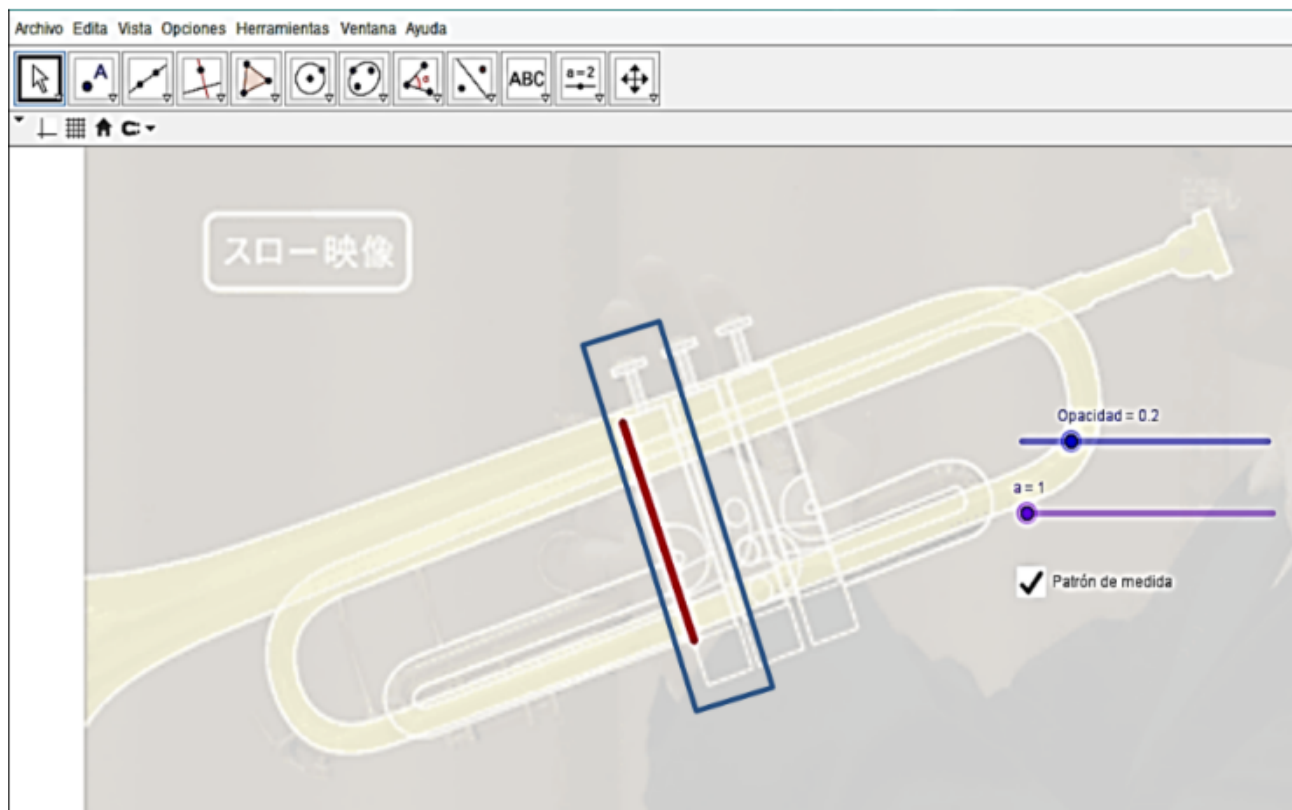 Archivo Edita Vista Opciones Herramientas Ventana Ayuda
A
α
ABC
a=2
スロー映像
Opacidad = 0.2
a = 1
Patrón de medida